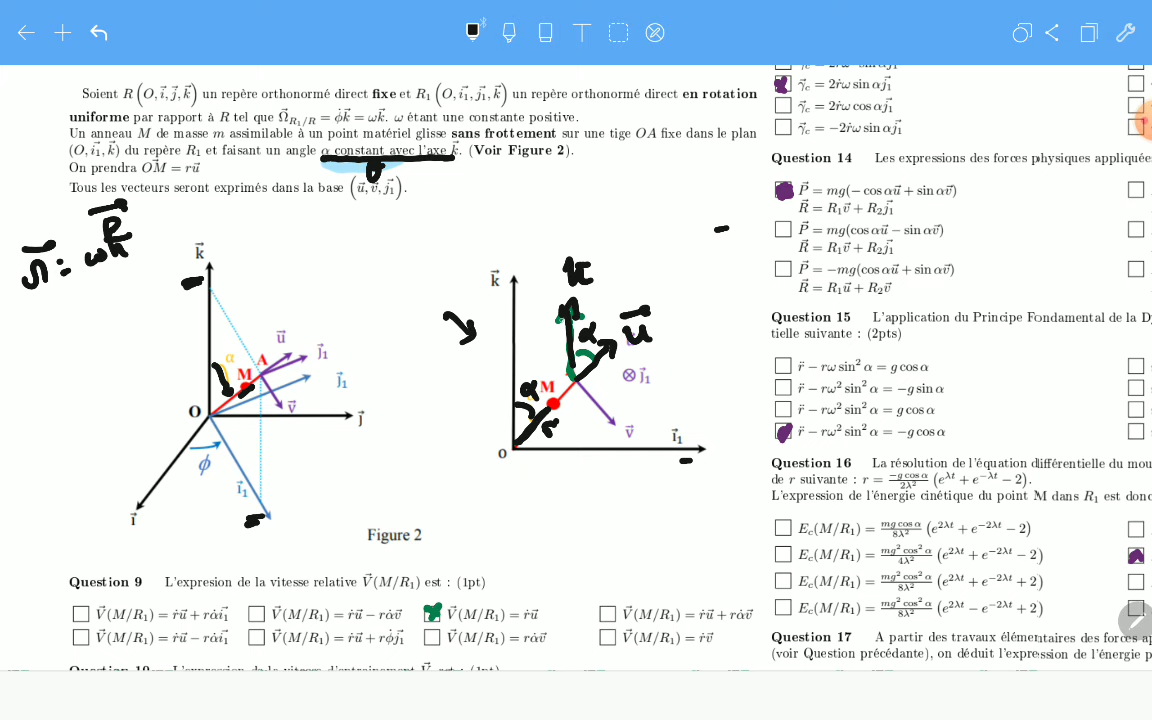 Soient R (O, i⃗, j⃗, k⃗) un repère orthonormé direct fixe et R₁ (O, i⃗₁, j⃗₁, k⃗) un repère orthonormé direct en rotation
uniforme par rapport à R tel que Ω⃗_R₁/R = φ̇k⃗ = ωk⃗. ω étant une constante positive.
Un anneau M de masse m assimilable à un point matériel glisse sans frottement sur une tige OA fixe dans le plan
(O, i⃗₁, k⃗) du repère R₁ et faisant un angle α constant avec l'axe k⃗. (Voir Figure 2).
On prendra OM⃗ = ru⃗
Tous les vecteurs seront exprimés dans la base (u⃗, v⃗, j⃗₁).
k⃗
α
A
u⃗
j⃗₁
M
j⃗₁
v⃗
O
j⃗
φ
i⃗₁
i⃗
k⃗
α
u⃗
α
M
⊗ j⃗₁
r
v⃗
i⃗₁
o
Figure 2
Question 9 L'expresion de la vitesse relative V⃗(M/R₁) est : (1pt)
V⃗(M/R₁) = ṙu⃗ + rα̇i⃗₁ V⃗(M/R₁) = ṙu⃗ − rα̇v⃗ V⃗(M/R₁) = ṙu⃗ V⃗(M/R₁) = ṙu⃗ + rα̇v⃗
V⃗(M/R₁) = ṙu⃗ − rα̇i⃗₁ V⃗(M/R₁) = ṙu⃗ + rφ̇j⃗₁ V⃗(M/R₁) = rα̇v⃗ V⃗(M/R₁) = ṙv⃗
γ⃗c = 2ṙω sin αj⃗₁
γ⃗c = 2ṙω cos αj⃗₁
γ⃗c = −2ṙω sin αj⃗₁
Question 14 Les expressions des forces physiques appliquée
P⃗ = mg(− cos αu⃗ + sin αv⃗)
R⃗ = R₁v⃗ + R₂j⃗₁
P⃗ = mg(cos αu⃗ − sin αv⃗)
R⃗ = R₁v⃗ + R₂j⃗₁
P⃗ = −mg(cos αu⃗ + sin αv⃗)
R⃗ = R₁u⃗ + R₂v⃗
Question 15 L'application du Principe Fondamental de la D
tielle suivante : (2pts)
r̈ − rω sin² α = g cos α
r̈ − rω² sin² α = −g sin α
r̈ − rω² sin² α = g cos α
r̈ − rω² sin² α = −g cos α
Question 16 La résolution de l'équation différentielle du mou
de r suivante : r = −g cos α/2λ² (e^λt + e^−λt − 2).
L'expression de l'énergie cinétique du point M dans R₁ est donc
E_c(M/R₁) = mg cos α/8λ² (e^2λt + e^−2λt − 2)
E_c(M/R₁) = mg² cos² α/4λ² (e^2λt + e^−2λt − 2)
E_c(M/R₁) = mg² cos² α/8λ² (e^2λt + e^−2λt + 2)
E_c(M/R₁) = mg² cos² α/8λ² (e^2λt − e^−2λt + 2)
Question 17 A partir des travaux élémentaires des forces ap
(voir Question précédante), on déduit l'expression de l'énergie p